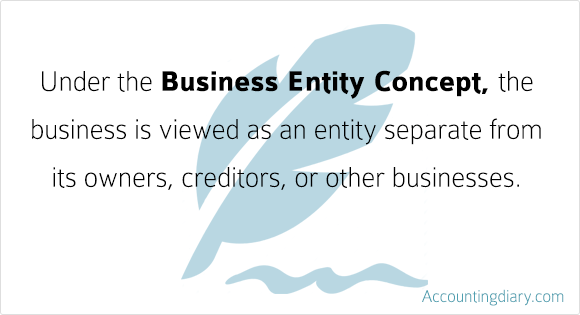 Under the Business Entity Concept, the
business is viewed as an entity separate from
its owners, creditors, or other businesses.
Accountingdiary.com